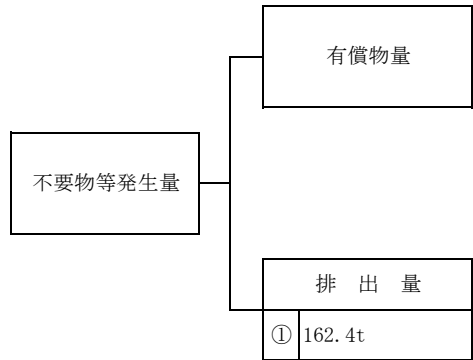 有償物量
不要物等発生量
排 出 量
① 162.4t